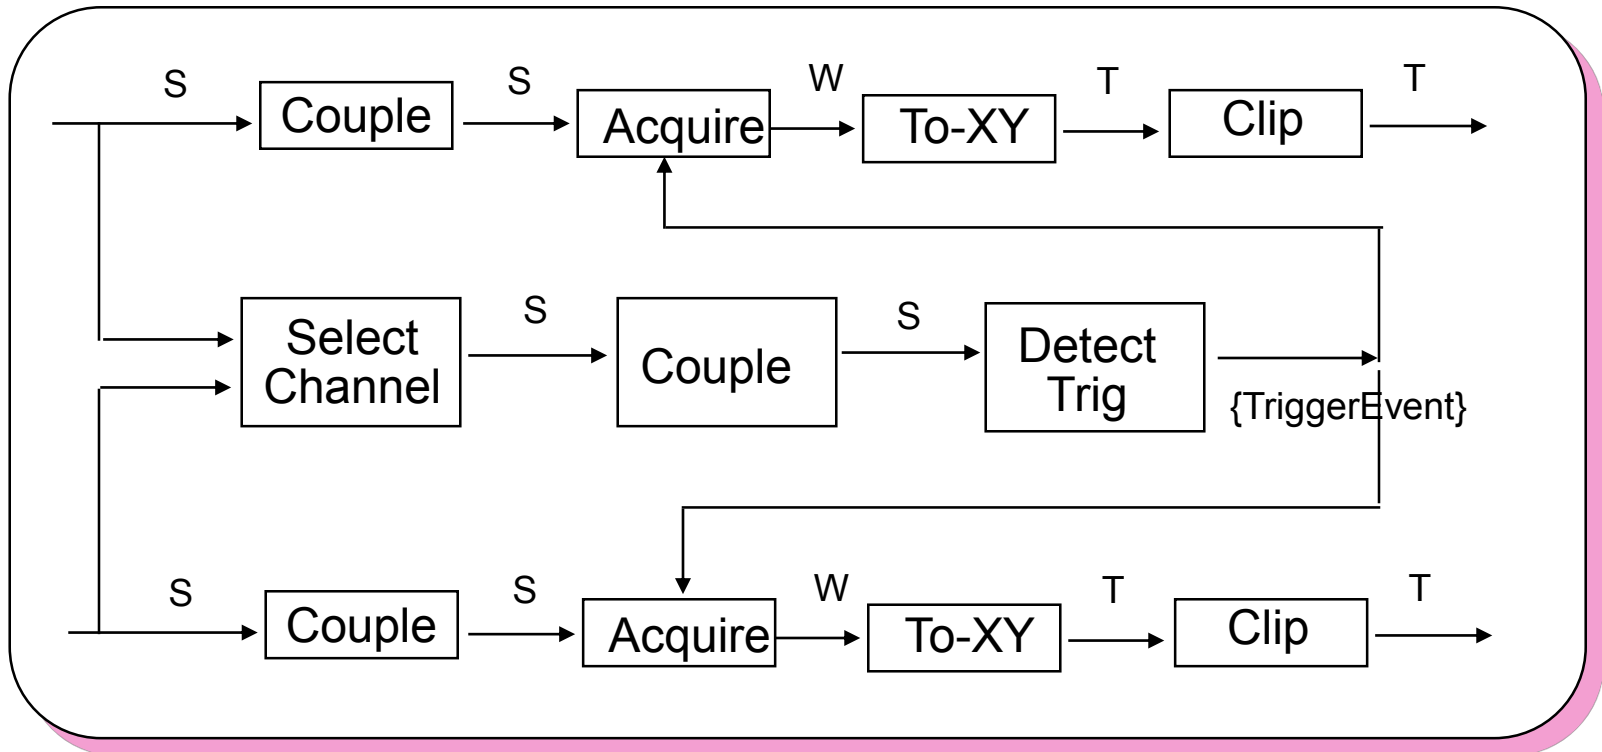 S
S
W
T
T
Couple
Acquire
To-XY
Clip
S
S
Select
Channel
Couple
Detect
Trig
{TriggerEvent}
S
S
W
T
T
Couple
Acquire
To-XY
Clip